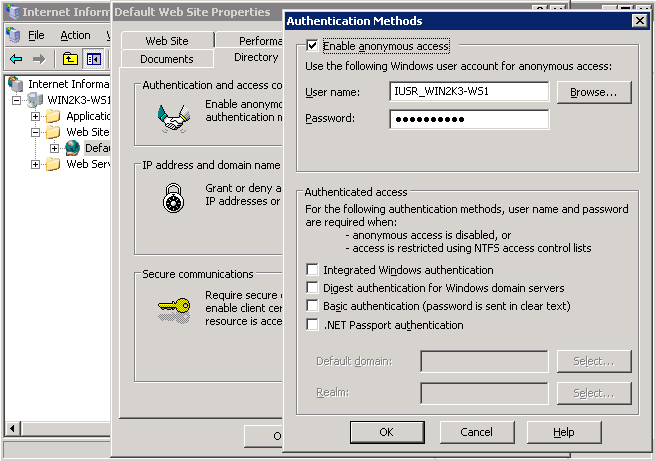 Internet Informa
File Action
Internet Informa
WIN2K3-WS1
Applicatio
Web Site
Defau
Web Serv
Default Web Site Properties
Web Site Performa
Documents Directory
Authentication and access co
Enable anonymo
authentication m
IP address and domain name
Grant or deny a
IP addresses or
Secure communications
Require secure c
enable client cer
resource is acce
O
Authentication Methods
Enable anonymous access
Use the following Windows user account for anonymous access:
User name: IUSR_WIN2K3-WS1 Browse...
Password: ●●●●●●●●●●
Authenticated access
For the following authentication methods, user name and password
are required when:
- anonymous access is disabled, or
- access is restricted using NTFS access control lists
Integrated Windows authentication
Digest authentication for Windows domain servers
Basic authentication (password is sent in clear text)
.NET Passport authentication
Default domain: Select...
Realm: Select...
OK Cancel Help